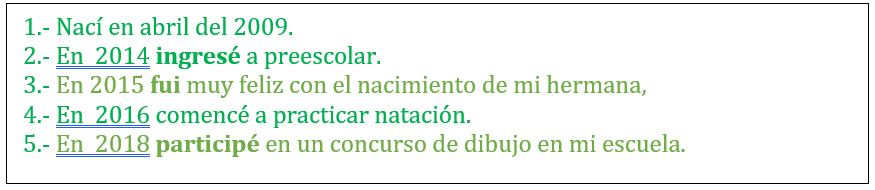 1.- Nací en abril del 2009.
2.- En  2014 ingresé a preescolar.
3.- En 2015 fui muy feliz con el nacimiento de mi hermana,
4.- En  2016 comencé a practicar natación.
5.- En  2018 participé en un concurso de dibujo en mi escuela.